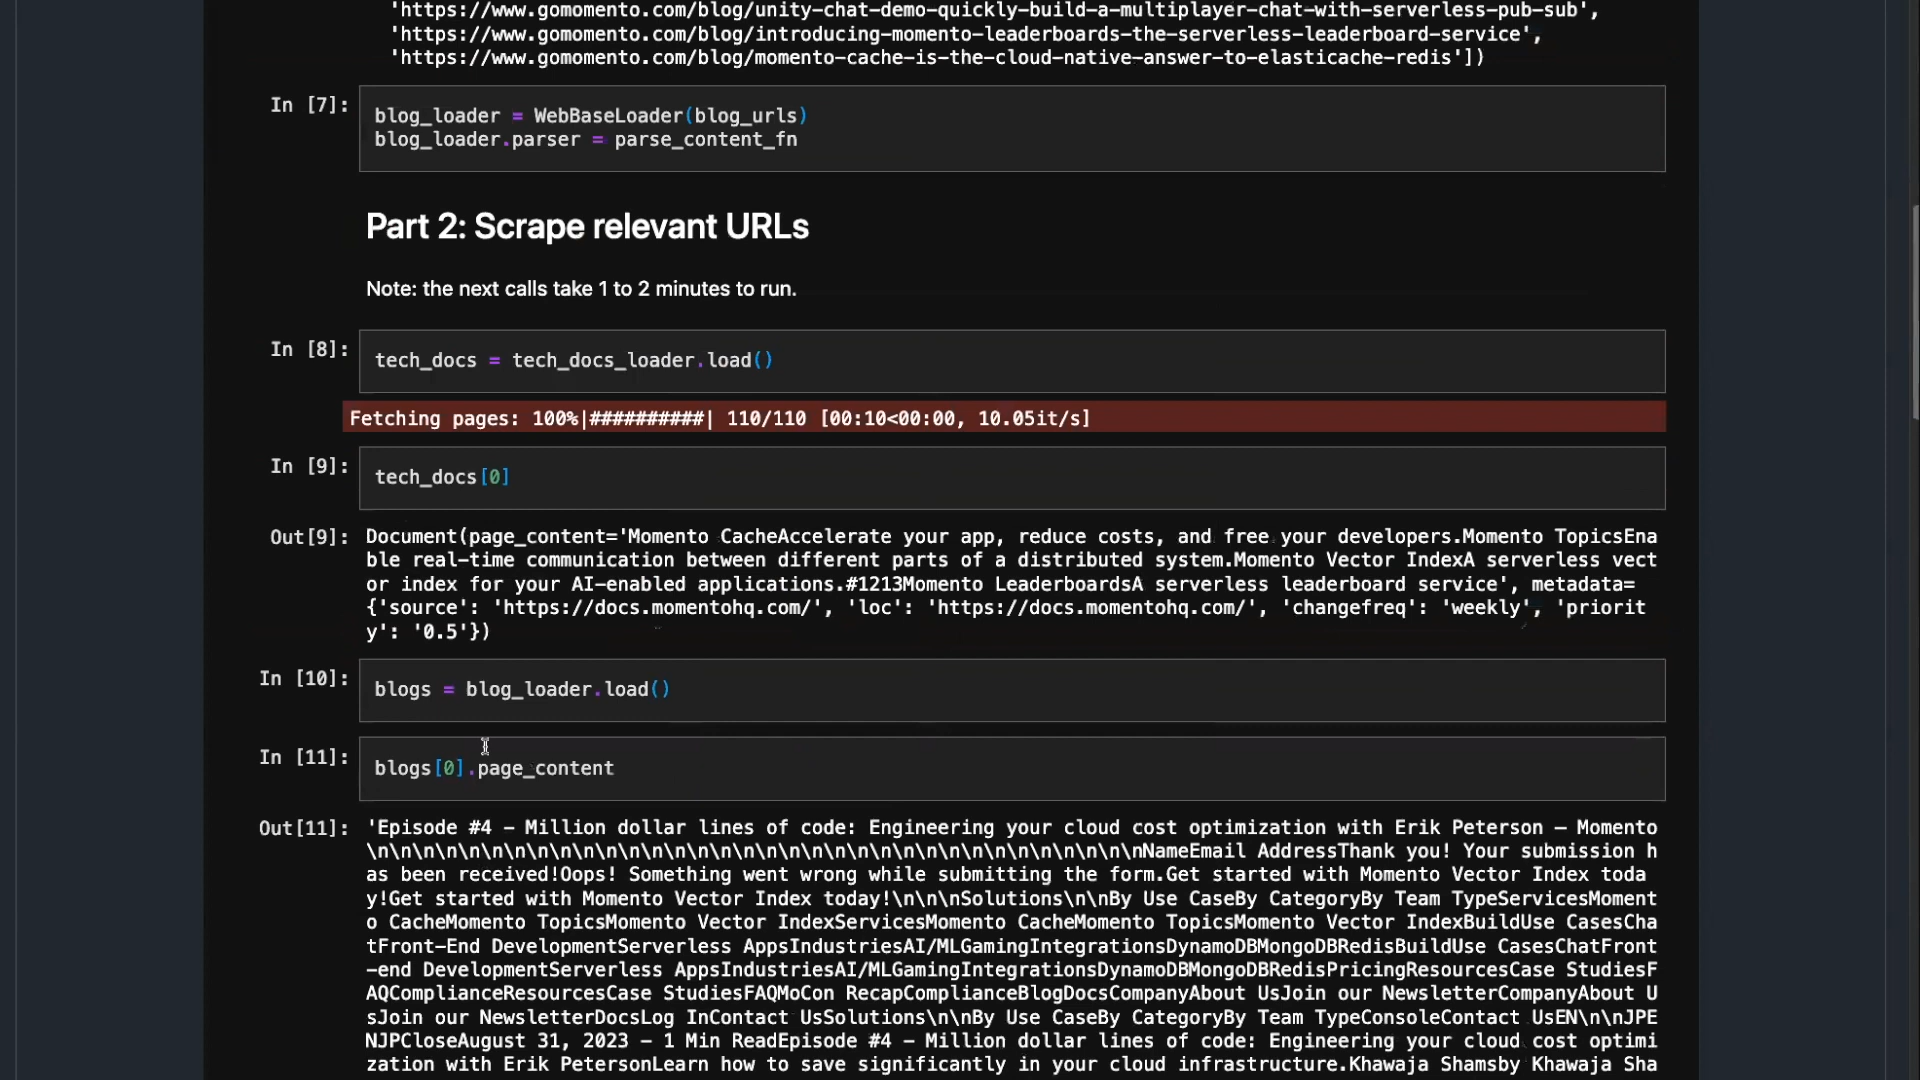 'https://www.gomomento.com/blog/unity-chat-demo-quickly-build-a-multiplayer-chat-with-serverless-pub-sub',
'https://www.gomomento.com/blog/introducing-momento-leaderboards-the-serverless-leaderboard-service',
'https://www.gomomento.com/blog/momento-cache-is-the-cloud-native-answer-to-elasticache-redis'])
In [7]: blog_loader = WebBaseLoader(blog_urls)
blog_loader.parser = parse_content_fn
Part 2: Scrape relevant URLs
Note: the next calls take 1 to 2 minutes to run.
In [8]: tech_docs = tech_docs_loader.load()
Fetching pages: 100%|##########| 110/110 [00:10<00:00, 10.05it/s]
In [9]: tech_docs[0]
Out[9]: Document(page_content='Momento CacheAccelerate your app, reduce costs, and free your developers.Momento TopicsEna
ble real-time communication between different parts of a distributed system.Momento Vector IndexA serverless vect
or index for your AI-enabled applications.#1213Momento LeaderboardsA serverless leaderboard service', metadata=
{'source': 'https://docs.momentohq.com/', 'loc': 'https://docs.momentohq.com/', 'changefreq': 'weekly', 'priorit
y': '0.5'})
In [10]: blogs = blog_loader.load()
In [11]: blogs[0].page_content
Out[11]: 'Episode #4 – Million dollar lines of code: Engineering your cloud cost optimization with Erik Peterson — Momento
\n\n\n\n\n\n\n\n\n\n\n\n\n\n\n\n\n\n\n\n\n\n\n\n\n\n\n\n\n\n\n\n\n\nNameEmail AddressThank you! Your submission h
as been received!Oops! Something went wrong while submitting the form.Get started with Momento Vector Index toda
y!Get started with Momento Vector Index today!\n\n\nSolutions\n\nBy Use CaseBy CategoryBy Team TypeServicesMoment
o CacheMomento TopicsMomento Vector IndexServicesMomento CacheMomento TopicsMomento Vector IndexBuildUse CasesCha
tFront-End DevelopmentServerless AppsIndustriesAI/MLGamingIntegrationsDynamoDBMongoDBRedisBuildUse CasesChatFront
-end DevelopmentServerless AppsIndustriesAI/MLGamingIntegrationsDynamoDBMongoDBRedisPricingResourcesCase StudiesF
AQComplianceResourcesCase StudiesFAQMoCon RecapComplianceBlogDocsCompanyAbout UsJoin our NewsletterCompanyAbout U
sJoin our NewsletterDocsLog InContact UsSolutions\n\nBy Use CaseBy CategoryBy Team TypeConsoleContact UsEN\n\nJPE
NJPCloseAugust 31, 2023 – 1 Min ReadEpisode #4 – Million dollar lines of code: Engineering your cloud cost optimi
zation with Erik PetersonLearn how to save significantly in your cloud infrastructure.Khawaja Shamsby Khawaja Sha